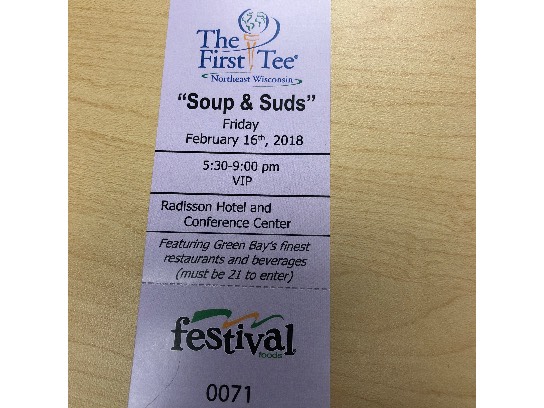 The
First Tee®
Northeast Wisconsin
"Soup & Suds"
Friday
February 16th, 2018
5:30-9:00 pm
VIP
Radisson Hotel and
Conference Center
Featuring Green Bay's finest
restaurants and beverages
(must be 21 to enter)
festival
foods
0071